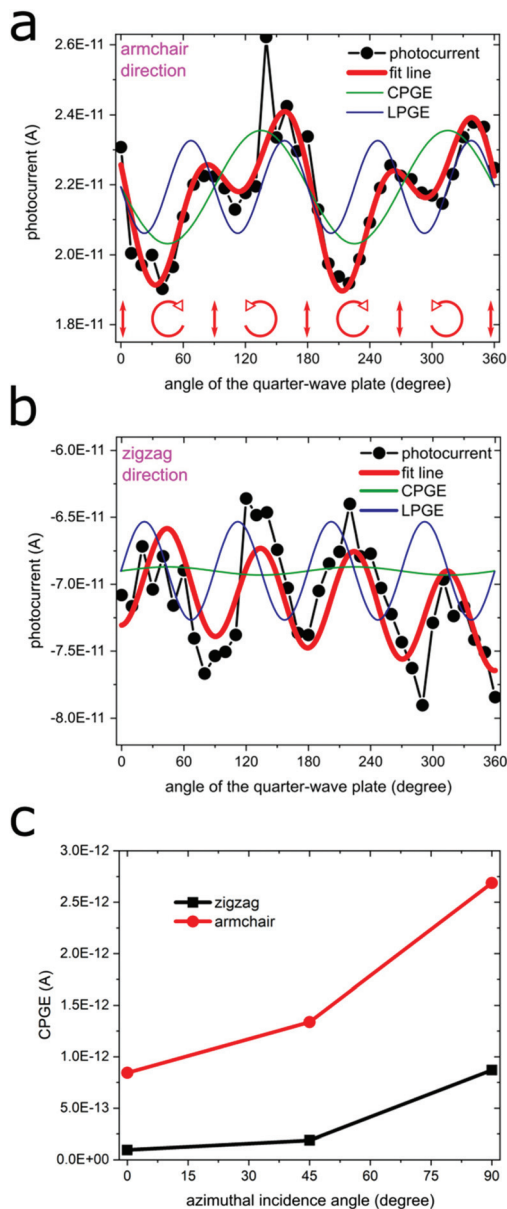 a
armchair
direction
photocurrent
fit line
CPGE
LPGE
2.6E-11
2.4E-11
2.2E-11
2.0E-11
1.8E-11
photocurrent (A)
0 60 120 180 240 300 360
angle of the quarter-wave plate (degree)
b
zigzag
direction
photocurrent
fit line
CPGE
LPGE
-6.0E-11
-6.5E-11
-7.0E-11
-7.5E-11
-8.0E-11
photocurrent (A)
0 60 120 180 240 300 360
angle of the quarter-wave plate (degree)
c
zigzag
armchair
3.0E-12
2.5E-12
2.0E-12
1.5E-12
1.0E-12
5.0E-13
0.0E+00
CPGE (A)
0 15 30 45 60 75 90
azimuthal incidence angle (degree)